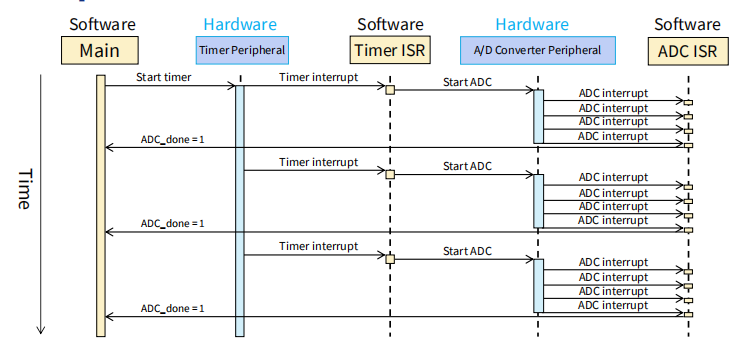 Software Hardware Software Hardware Software
Main Timer Peripheral Timer ISR A/D Converter Peripheral ADC ISR
Start timer Timer interrupt Start ADC
ADC interrupt
ADC interrupt
ADC interrupt
ADC interrupt
ADC_done = 1
Timer interrupt Start ADC
ADC interrupt
ADC interrupt
ADC interrupt
ADC interrupt
ADC_done = 1
Timer interrupt Start ADC
ADC interrupt
ADC interrupt
ADC interrupt
ADC interrupt
ADC_done = 1
Time